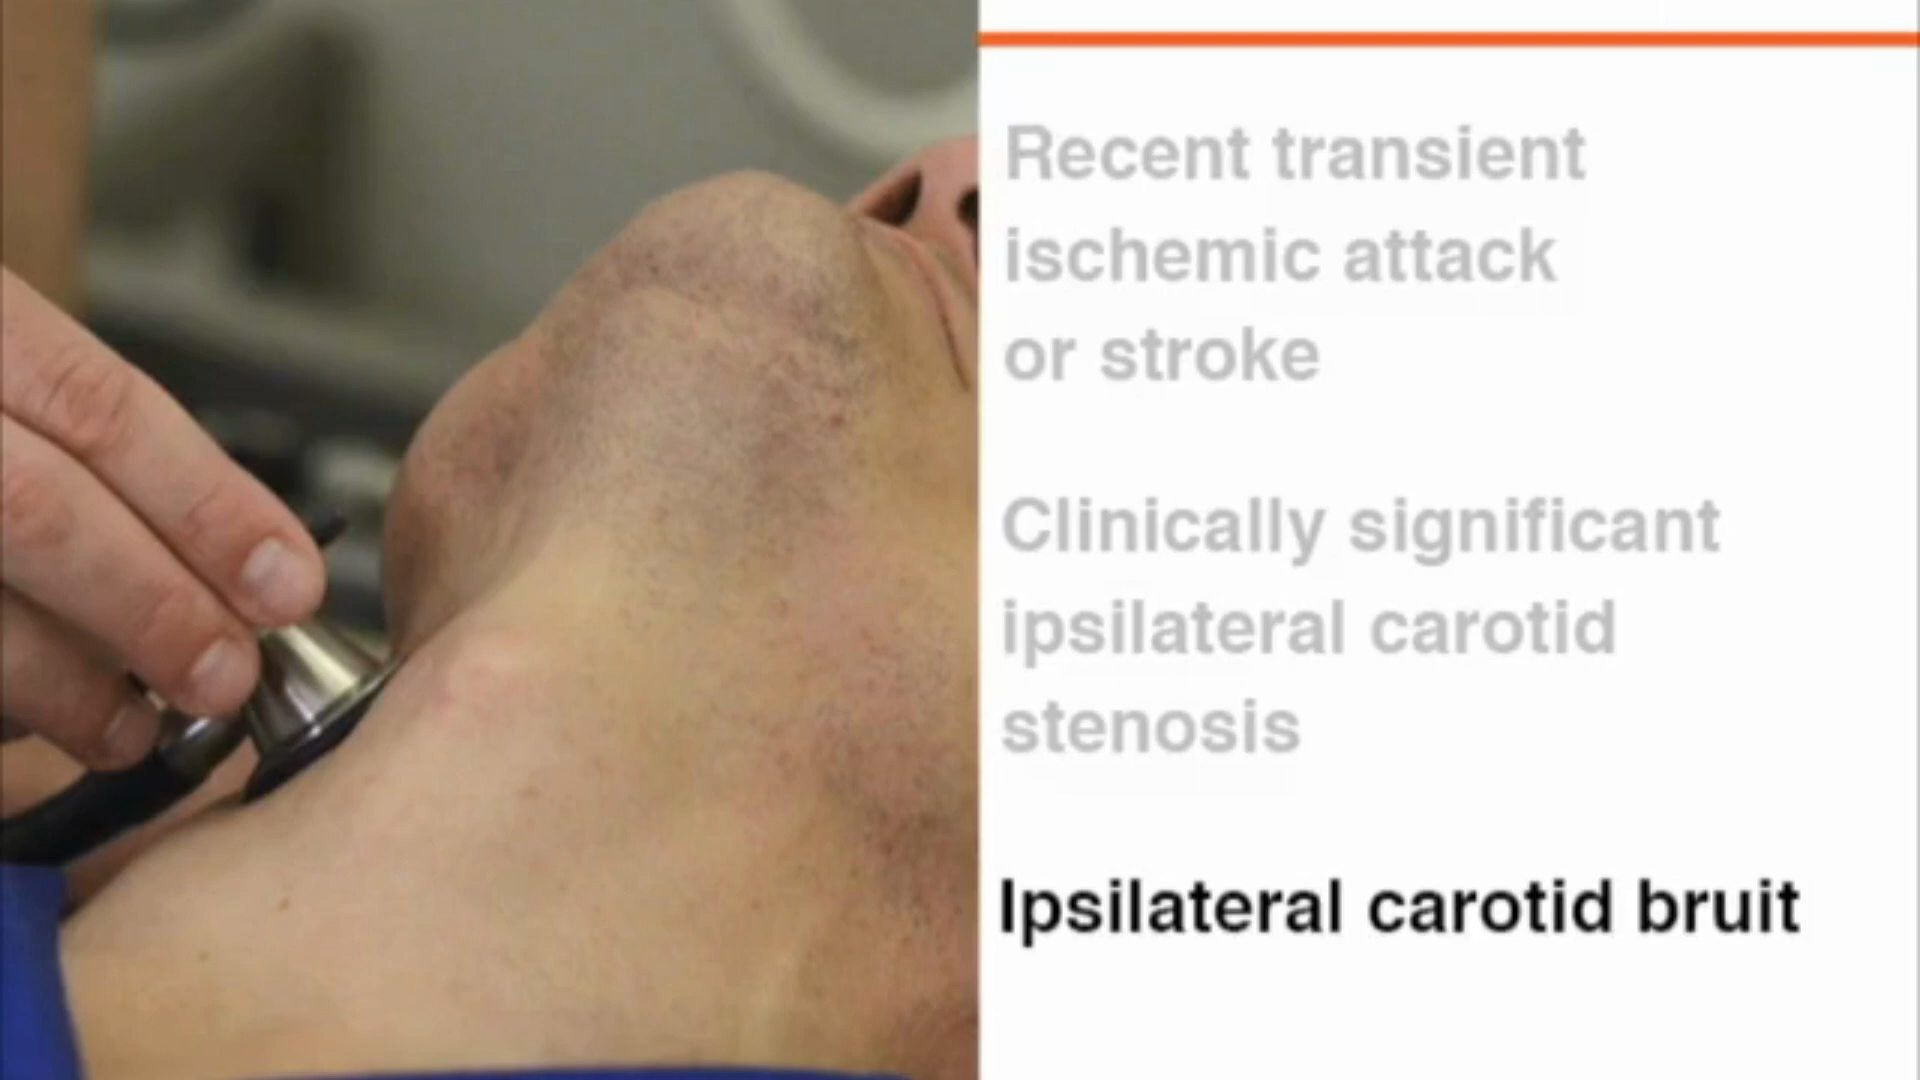 Recent transient
ischemic attack
or stroke
Clinically significant
ipsilateral carotid
stenosis
Ipsilateral carotid bruit